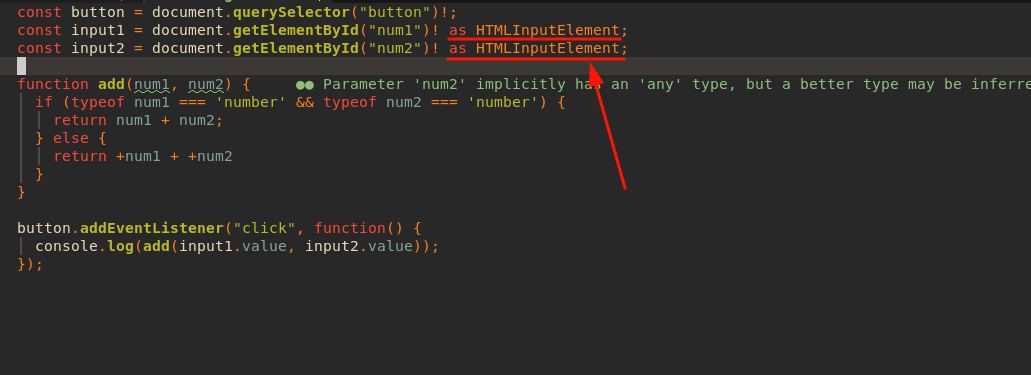 const button = document.querySelector("button")!;
const input1 = document.getElementById("num1")! as HTMLInputElement;
const input2 = document.getElementById("num2")! as HTMLInputElement;
function add(num1, num2) { ●● Parameter 'num2' implicitly has an 'any' type, but a better type may be inferre
if (typeof num1 === 'number' && typeof num2 === 'number') {
return num1 + num2;
} else {
return +num1 + +num2
}
}
button.addEventListener("click", function() {
console.log(add(input1.value, input2.value));
});